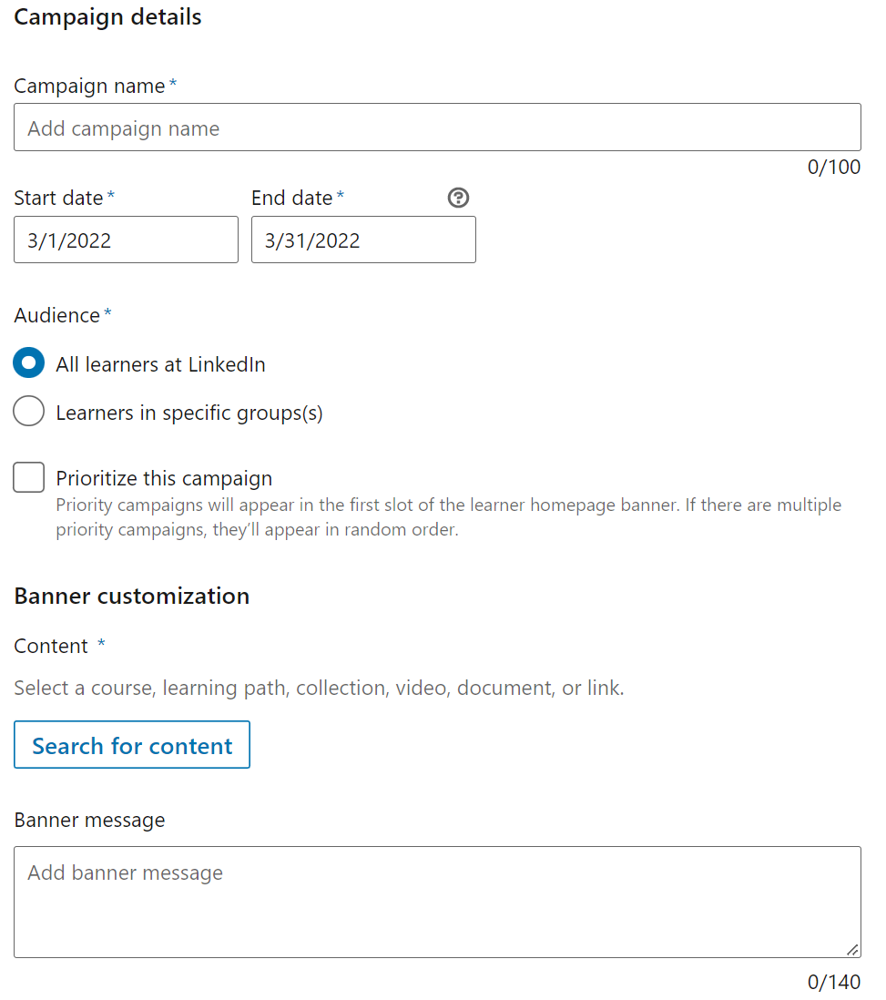 Campaign details
Campaign name*
Add campaign name
0/100
Start date* End date*
3/1/2022 3/31/2022
Audience*
All learners at LinkedIn
Learners in specific groups(s)
Prioritize this campaign
Priority campaigns will appear in the first slot of the learner homepage banner. If there are multiple
priority campaigns, they’ll appear in random order.
Banner customization
Content *
Select a course, learning path, collection, video, document, or link.
Search for content
Banner message
Add banner message
0/140